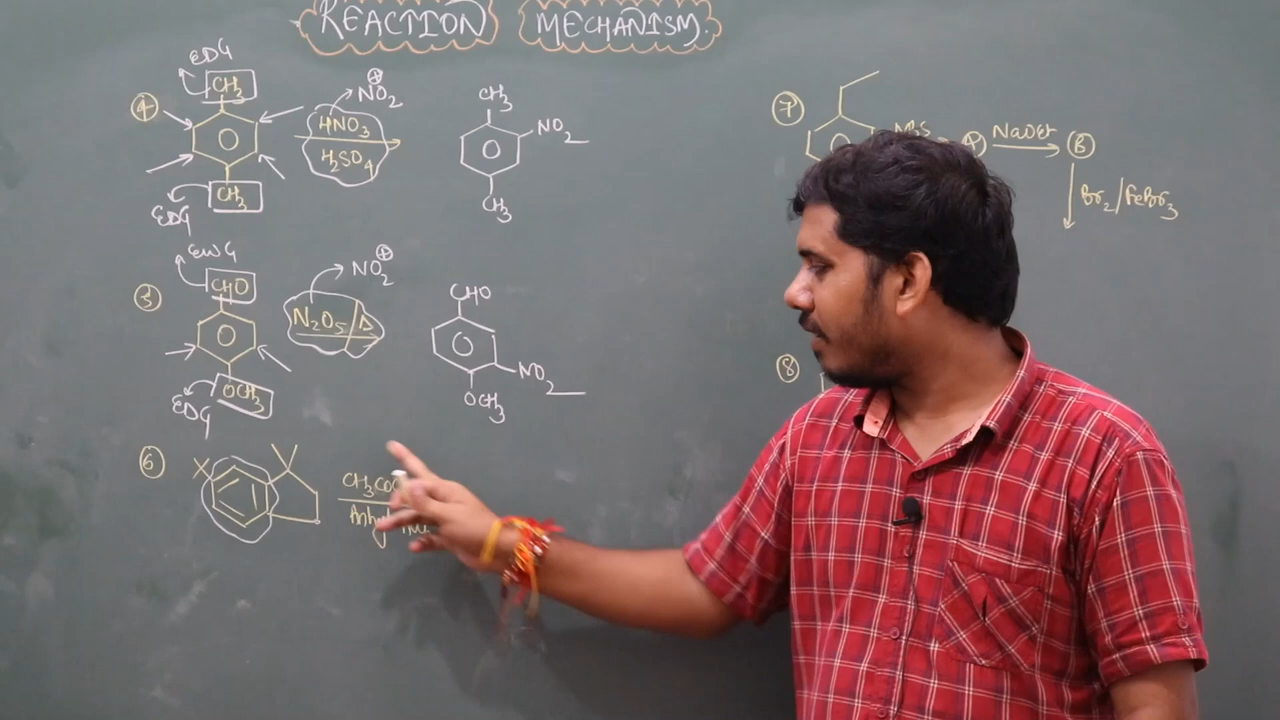 REACTION MECHANISM.
EDG
4
CH3
HNO3
H2SO4
NO2⊕
CH3
NO2
CH3
EDG
CH3
EWG
5
CHO
N2O5/Δ
NO2⊕
CHO
NO2
OCH3
EDG
OCH3
6
X
CH3CO
Anhy
7
NBS
A
NaOEt
B
Br2/FeBr3
8